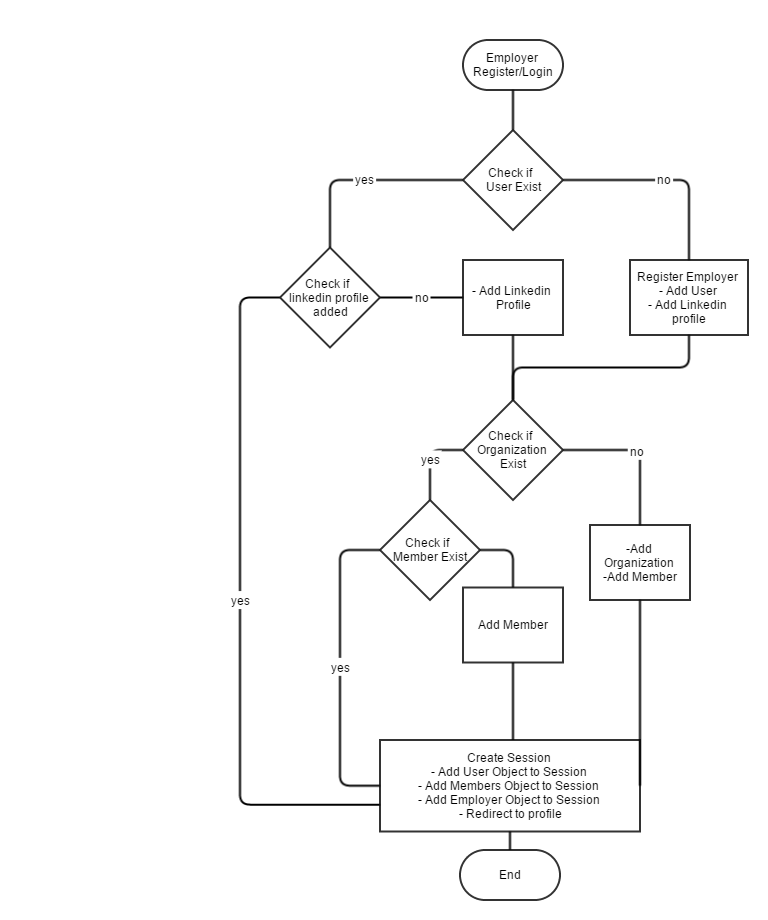 Employer
Register/Login
Check if
User Exist
yes
no
Check if
linkedin profile
added
no
- Add Linkedin
Profile
Register Employer
- Add User
- Add Linkedin
profile
Check if
Organization
Exist
yes
no
Check if
Member Exist
-Add
Organization
-Add Member
yes
Add Member
yes
Create Session
- Add User Object to Session
- Add Members Object to Session
- Add Employer Object to Session
- Redirect to profile
End